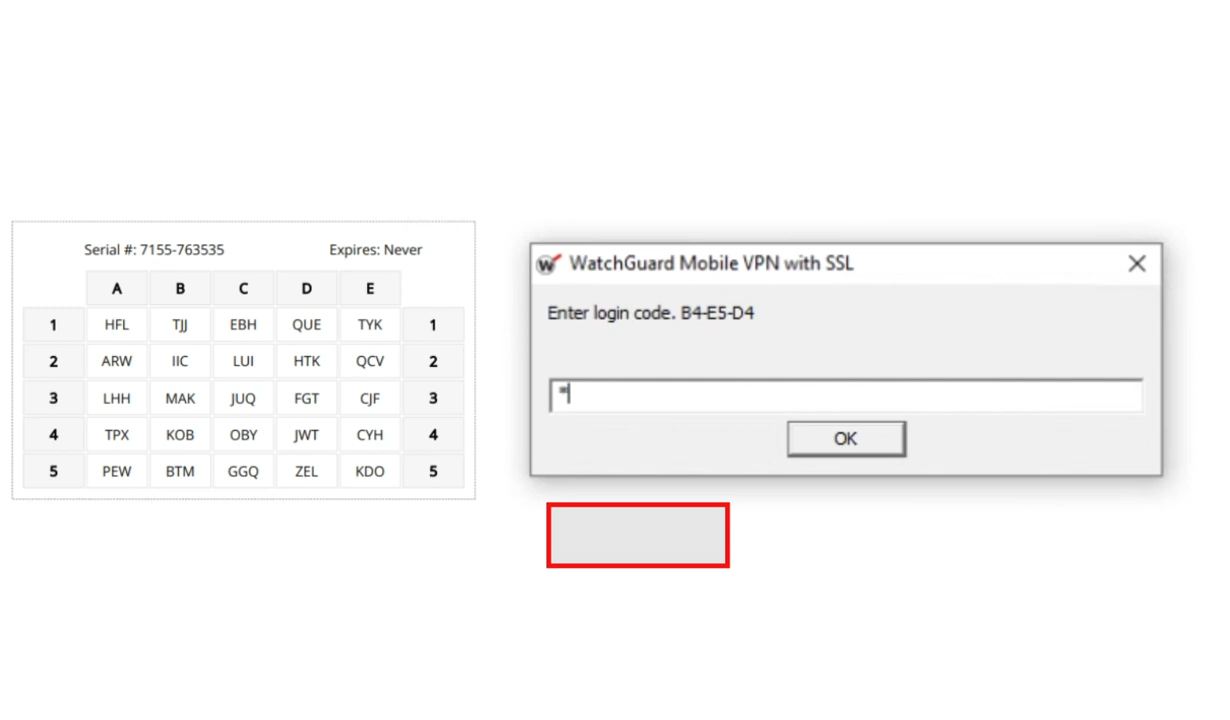 Serial #: 7155-763535 Expires: Never
A B C D E
1 HFL TJJ EBH QUE TYK 1
2 ARW IIC LUI HTK QCV 2
3 LHH MAK JUQ FGT CJF 3
4 TPX KOB OBY JWT CYH 4
5 PEW BTM GGQ ZEL KDO 5
W WatchGuard Mobile VPN with SSL
Enter login code. B4-E5-D4
*
OK